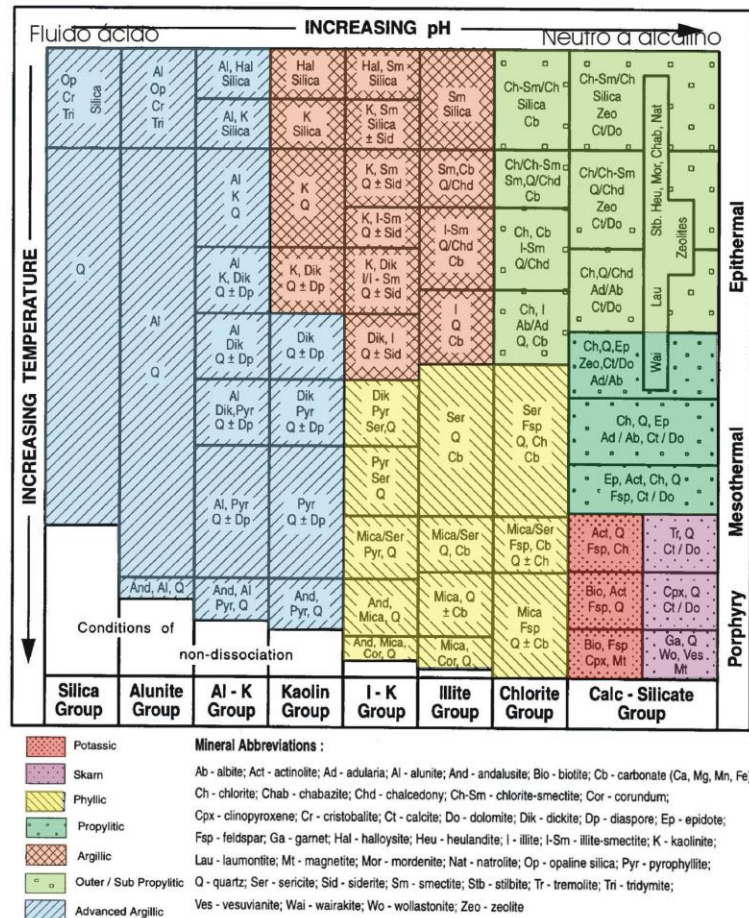 INCREASING pH
Fluido ácido
Neutro a alcalino
INCREASING TEMPERATURE
Op
Cr
Tri
Silica
Q
Al
Op
Cr
Tri
Al
Q
And, Al, Q
Al, Hal
Silica
Al, K
Silica
Al
K
Q
Al
K, Dik
Q ± Dp
Al
Dik
Q ± Dp
Al
Dik,Pyr
Q ± Dp
Al, Pyr
Q ± Dp
And, Al
Pyr, Q
Hal
Silica
K
Silica
K
Q
K, Dik
Q ± Dp
Dik
Q ± Dp
Dik
Pyr
Q ± Dp
Pyr
Q ± Dp
And,
Pyr, Q
Hal, Sm
Silica
K, Sm
Silica
± Sid
K, Sm
Q ± Sid
K, I-Sm
Q ± Sid
K, Dik
I/I - Sm
Q ± Sid
Dik, I
Q ± Sid
Dik
Pyr
Ser,Q
Pyr
Ser
Q
Mica/Ser
Pyr, Q
And,
Mica, Q
And, Mica,
Cor, Q
Sm
Silica
Sm,Cb
Q/Chd
I-Sm
Q/Chd
Cb
I
Q
Cb
Ser
Q
Cb
Mica/Ser
Q, Cb
Mica, Q
± Cb
Mica,
Cor, Q
Ch-Sm/Ch
Silica
Cb
Ch/Ch-Sm
Sm,Q/Chd
Cb
Ch, Cb
I-Sm
Q/Chd
Ch, I
Ab/Ad
Q, Cb
Ser
Fsp
Q, Ch
Cb
Mica/Ser
Fsp, Cb
Q ± Ch
Mica
Fsp
Q ± Cb
Ch-Sm/Ch
Silica
Zeo
Ct/Do
Ch/Ch-Sm
Q/Chd
Zeo
Ct/Do
Ch,Q/Chd
Ad/Ab
Ct/Do
Ch,Q,Ep
Zeo,Ct/Do
Ad/Ab
Stb, Heu, Mor, Chab, Nat
Zeolites
Lau
Wai
Ch, Q, Ep
Ad / Ab, Ct / Do
Ep, Act, Ch, Q
Fsp, Ct / Do
Act, Q
Fsp, Ch
Tr, Q
Ct / Do
Bio, Act
Fsp, Q
Cpx, Q
Ct / Do
Bio, Fsp
Cpx, Mt
Ga, Q
Wo, Ves
Mt
Epithermal
Mesothermal
Porphyry
Conditions of
non-dissociation
Silica
Group
Alunite
Group
Al - K
Group
Kaolin
Group
I - K
Group
Illite
Group
Chlorite
Group
Calc - Silicate
Group
Potassic
Skarn
Phyllic
Propylitic
Argillic
Outer / Sub Propylitic
Advanced Argillic
Mineral Abbreviations :
Ab - albite; Act - actinolite; Ad - adularia; Al - alunite; And - andalusite; Bio - biotite; Cb - carbonate (Ca, Mg, Mn, Fe)
Ch - chlorite; Chab - chabazite; Chd - chalcedony; Ch-Sm - chlorite-smectite; Cor - corundum;
Cpx - clinopyroxene; Cr - cristobalite; Ct - calcite; Do - dolomite; Dik - dickite; Dp - diaspore; Ep - epidote;
Fsp - feldspar; Ga - garnet; Hal - halloysite; Heu - heulandite; I - illite; I-Sm - illite-smectite; K - kaolinite;
Lau - laumontite; Mt - magnetite; Mor - mordenite; Nat - natrolite; Op - opaline silica; Pyr - pyrophyllite;
Q - quartz; Ser - sericite; Sid - siderite; Sm - smectite; Stb - stilbite; Tr - tremolite; Tri - tridymite;
Ves - vesuvianite; Wai - wairakite; Wo - wollastonite; Zeo - zeolite